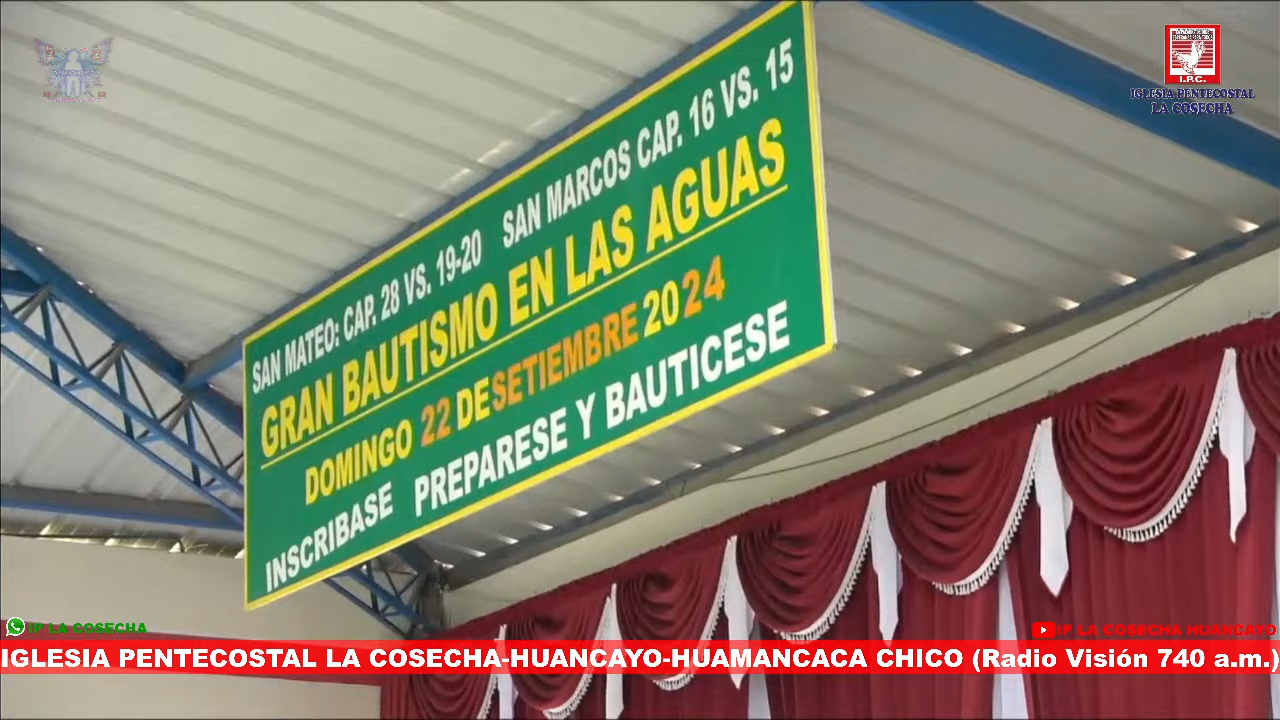 I.P.C.
IGLESIA PENTECOSTAL
LA COSECHA
SAN MATEO: CAP. 28 VS. 19-20 SAN MARCOS CAP. 16 VS. 15
GRAN BAUTISMO EN LAS AGUAS
DOMINGO 22 DE SETIEMBRE 2024
INSCRIBASE PREPARESE Y BAUTICESE
IP LA COSECHA
IP LA COSECHA HUANCAYO
IGLESIA PENTECOSTAL LA COSECHA-HUANCAYO-HUAMANCACA CHICO (Radio Visión 740 a.m.)